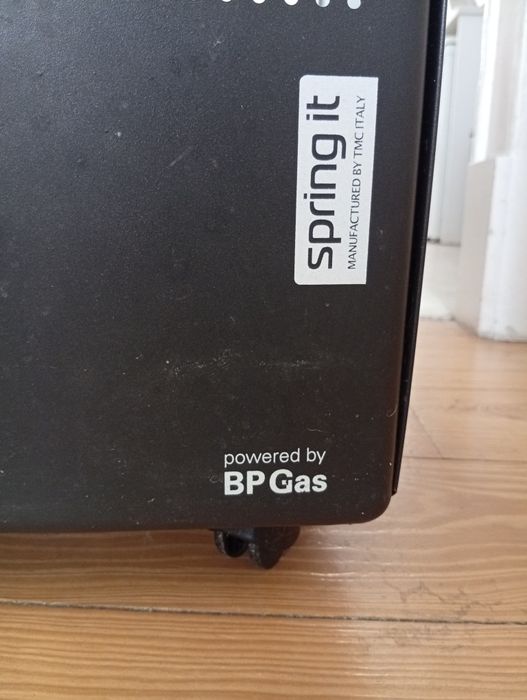 spring it
MANUFACTURED BY TMC ITALY
powered by
BP Gas